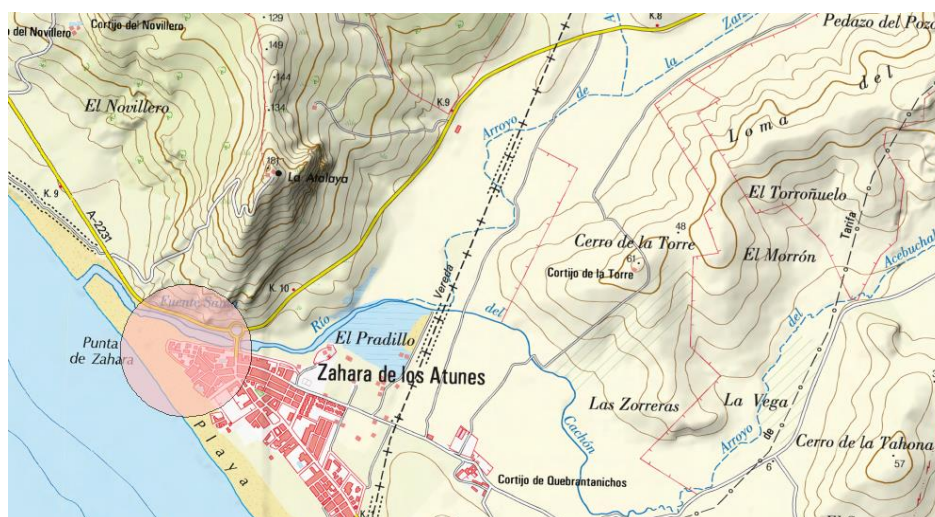 Cortijo del Novillero
del Novillero
129
149
144
134
K.8
Pedazo del Pozo
Arroyo de la Zarz
Loma del
El Novillero
K.9
181
La Atalaya
K. 9
A-2231
El Torroñuelo
Tarifa
Acebuchal
48
Cerro de la Torre
61
Cortijo de la Torre
El Morrón
Vereda
K. 10
Río del Cachón
El Pradillo
Punta
de Zahara
Zahara de los Atunes
Las Zorreras
La Vega
Arroyo del
de
Playa
Cerro de la Tahona
57
6
Cortijo de Quebrantanichos